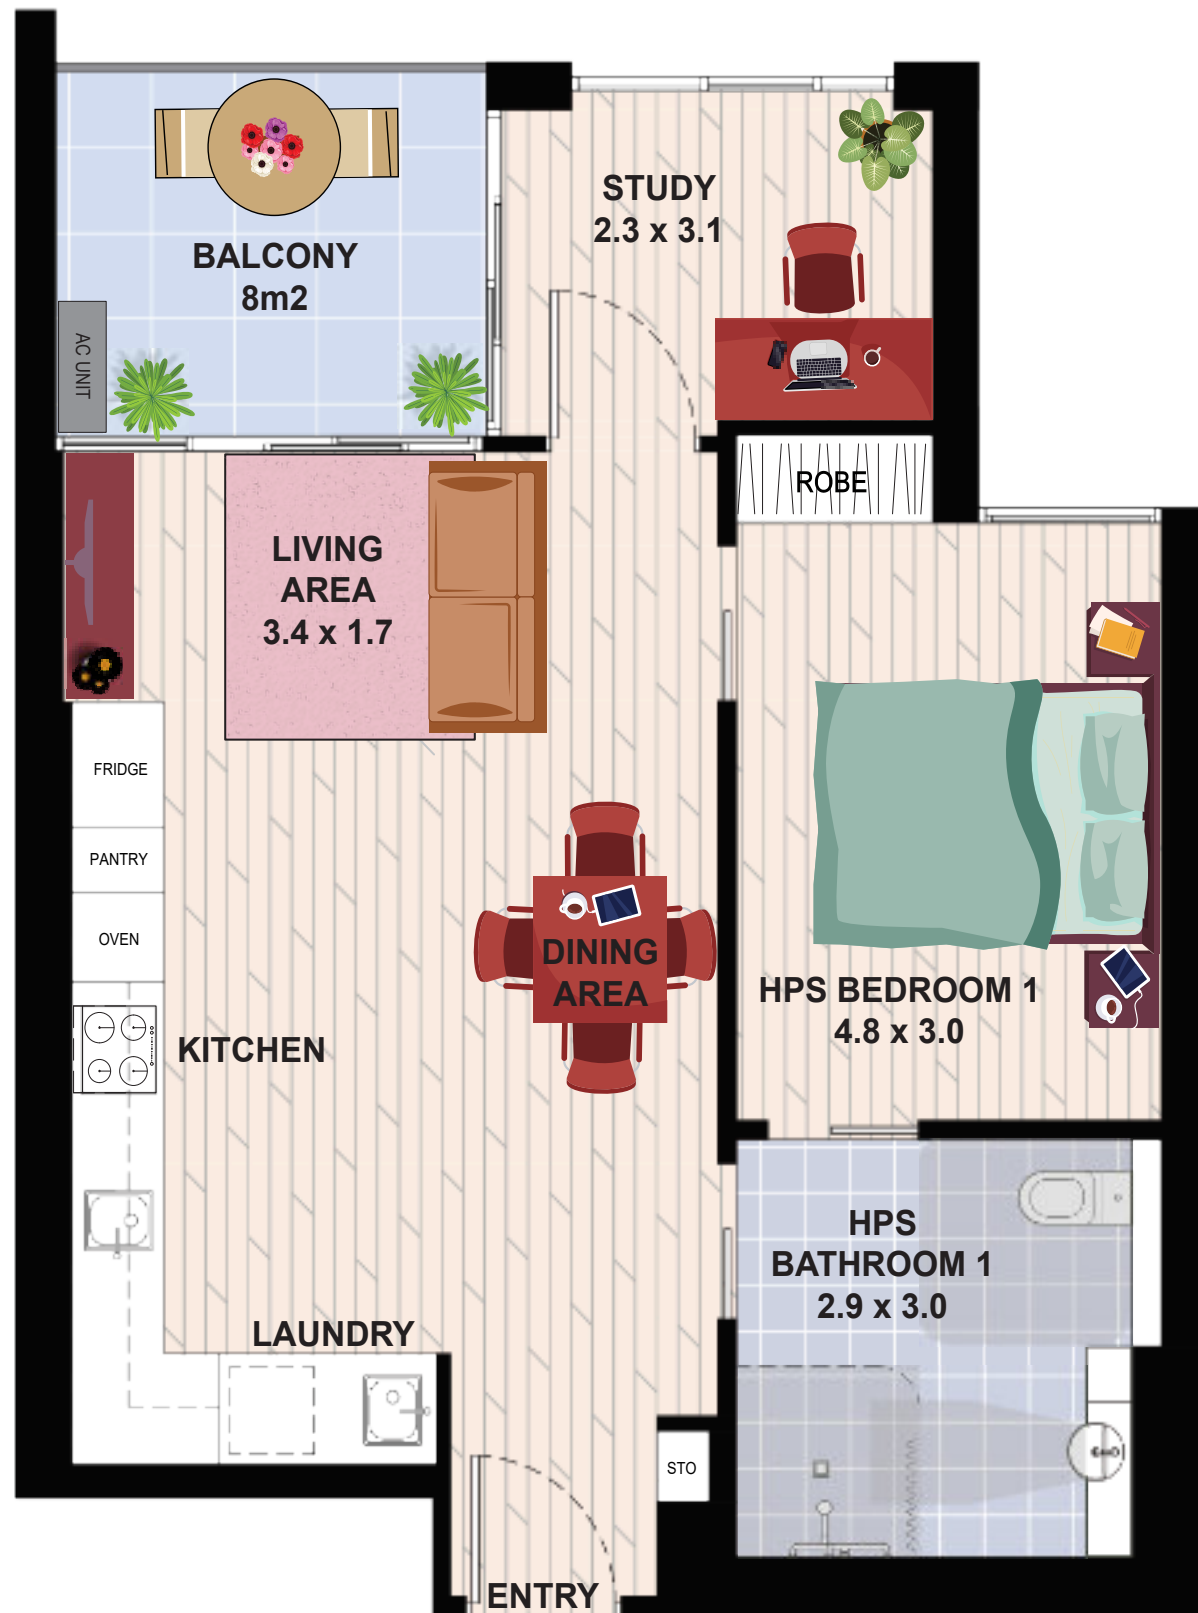 STUDY
2.3 x 3.1
BALCONY
8m2
AC UNIT
ROBE
LIVING
AREA
3.4 x 1.7
FRIDGE
PANTRY
OVEN
DINING
AREA
HPS BEDROOM 1
4.8 x 3.0
KITCHEN
HPS
BATHROOM 1
2.9 x 3.0
LAUNDRY
STO
ENTRY